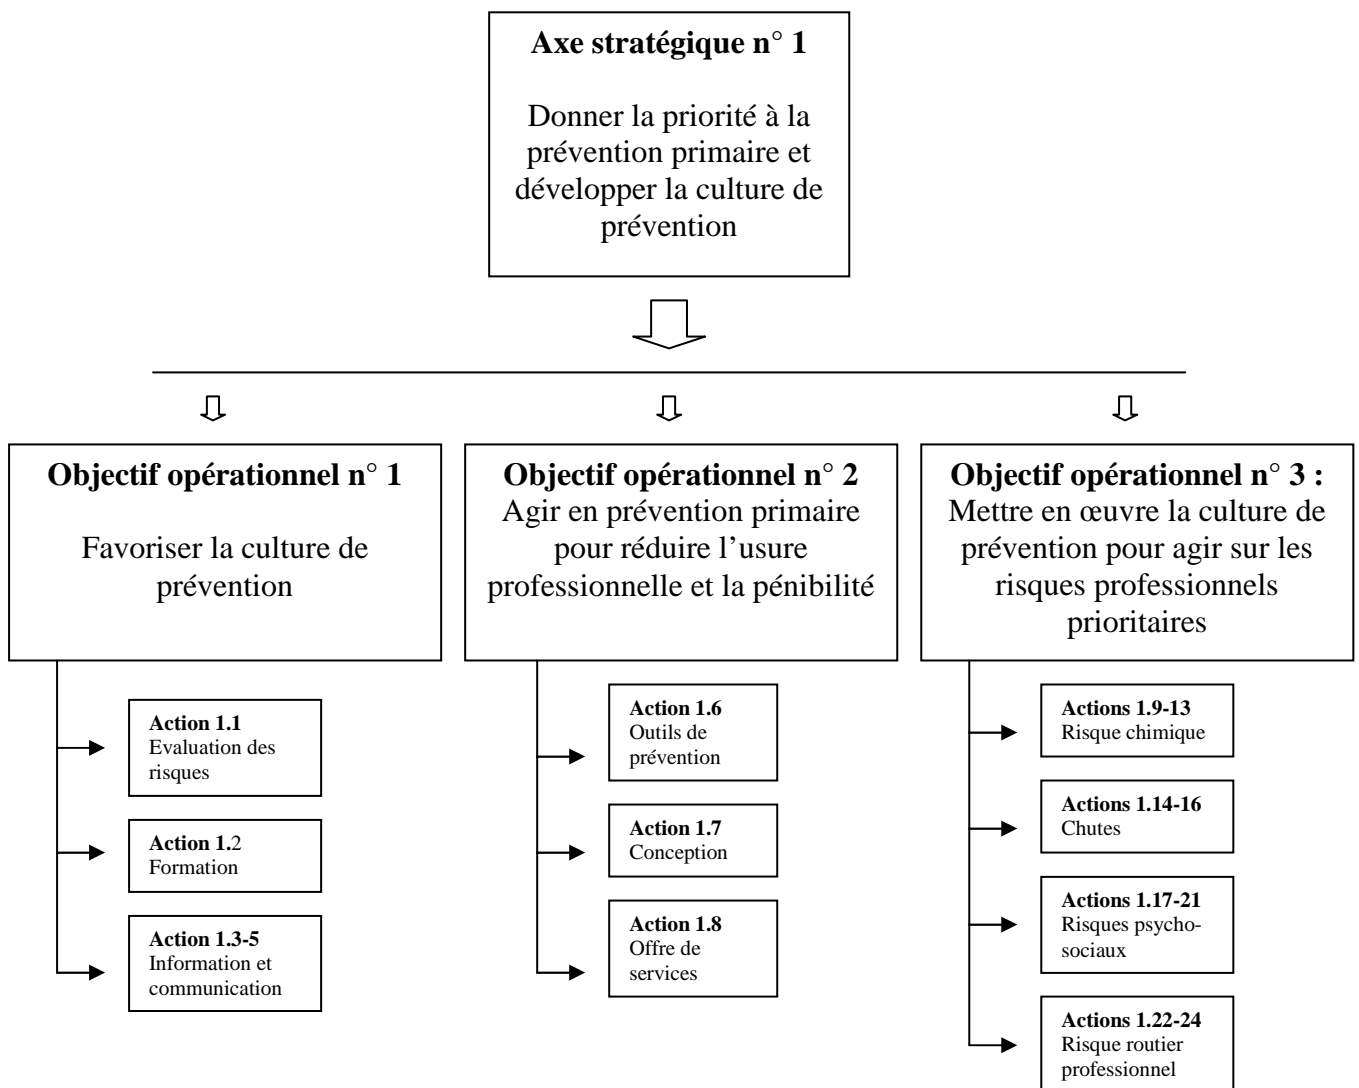 Axe stratégique n° 1
Donner la priorité à la
prévention primaire et
développer la culture de
prévention
Objectif opérationnel n° 1
Favoriser la culture de
prévention
Action 1.1
Evaluation des
risques
Action 1.2
Formation
Action 1.3-5
Information et
communication
Objectif opérationnel n° 2
Agir en prévention primaire
pour réduire l’usure
professionnelle et la pénibilité
Action 1.6
Outils de
prévention
Action 1.7
Conception
Action 1.8
Offre de
services
Objectif opérationnel n° 3 :
Mettre en œuvre la culture de
prévention pour agir sur les
risques professionnels
prioritaires
Actions 1.9-13
Risque chimique
Actions 1.14-16
Chutes
Actions 1.17-21
Risques psycho-
sociaux
Actions 1.22-24
Risque routier
professionnel